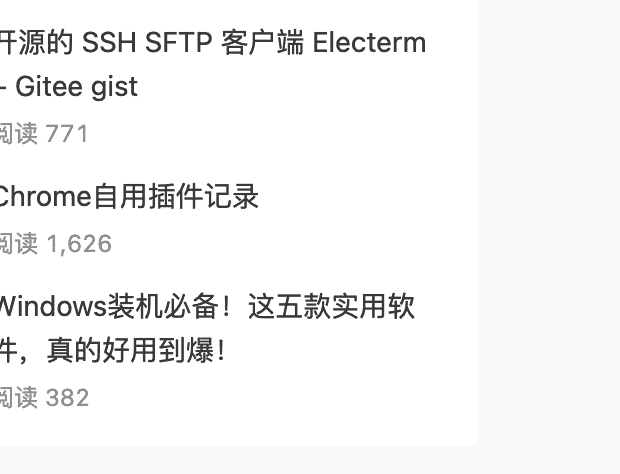 开源的 SSH SFTP 客户端 Electerm
- Gitee gist
阅读 771
Chrome自用插件记录
阅读 1,626
Windows装机必备！这五款实用软
件，真的好用到爆！
阅读 382